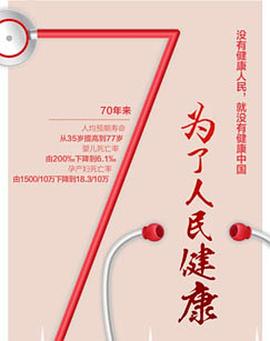 没有健康人民，就没有健康中国
为了人民健康
70年来
人均预期寿命
从35岁提高到77岁
婴儿死亡率
由200‰下降到6.1‰
孕产妇死亡率
由1500/10万下降到18.3/10万